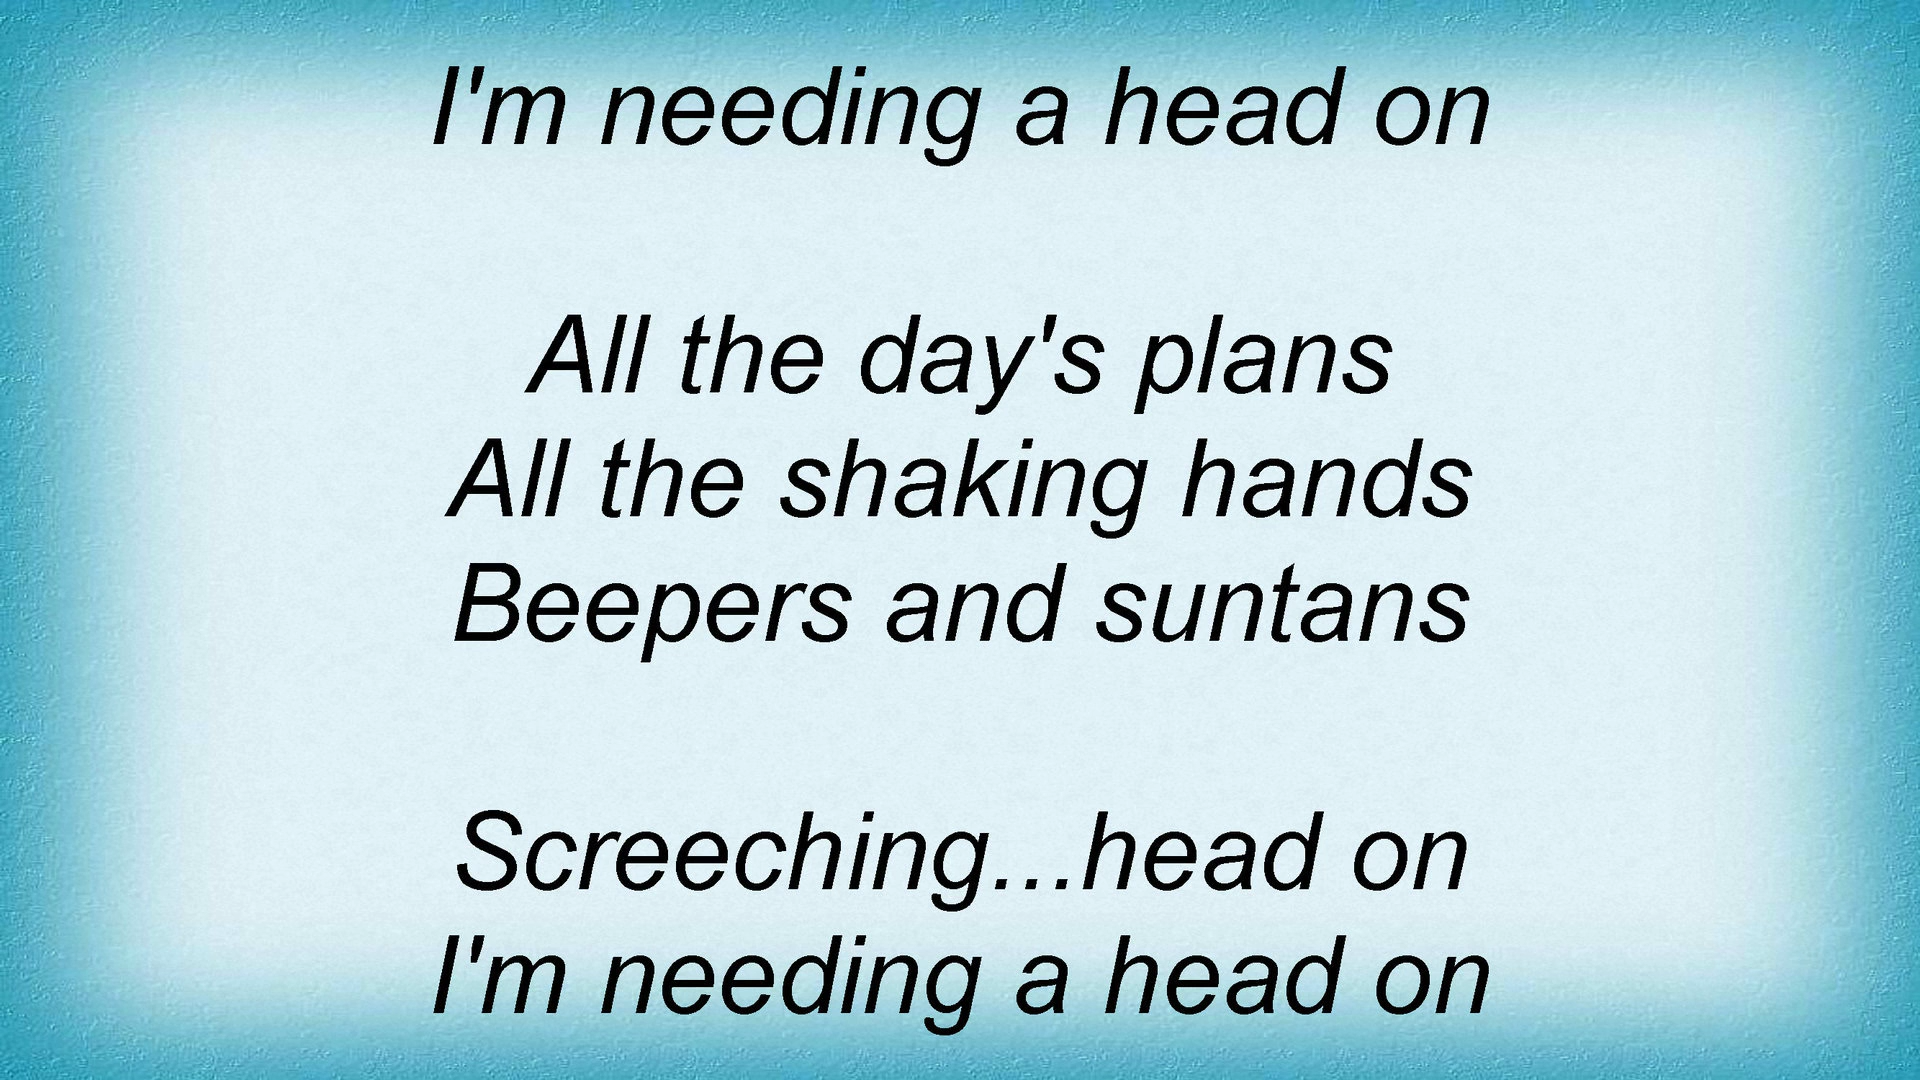 I'm needing a head on
All the day's plans
All the shaking hands
Beepers and suntans
Screeching...head on
I'm needing a head on